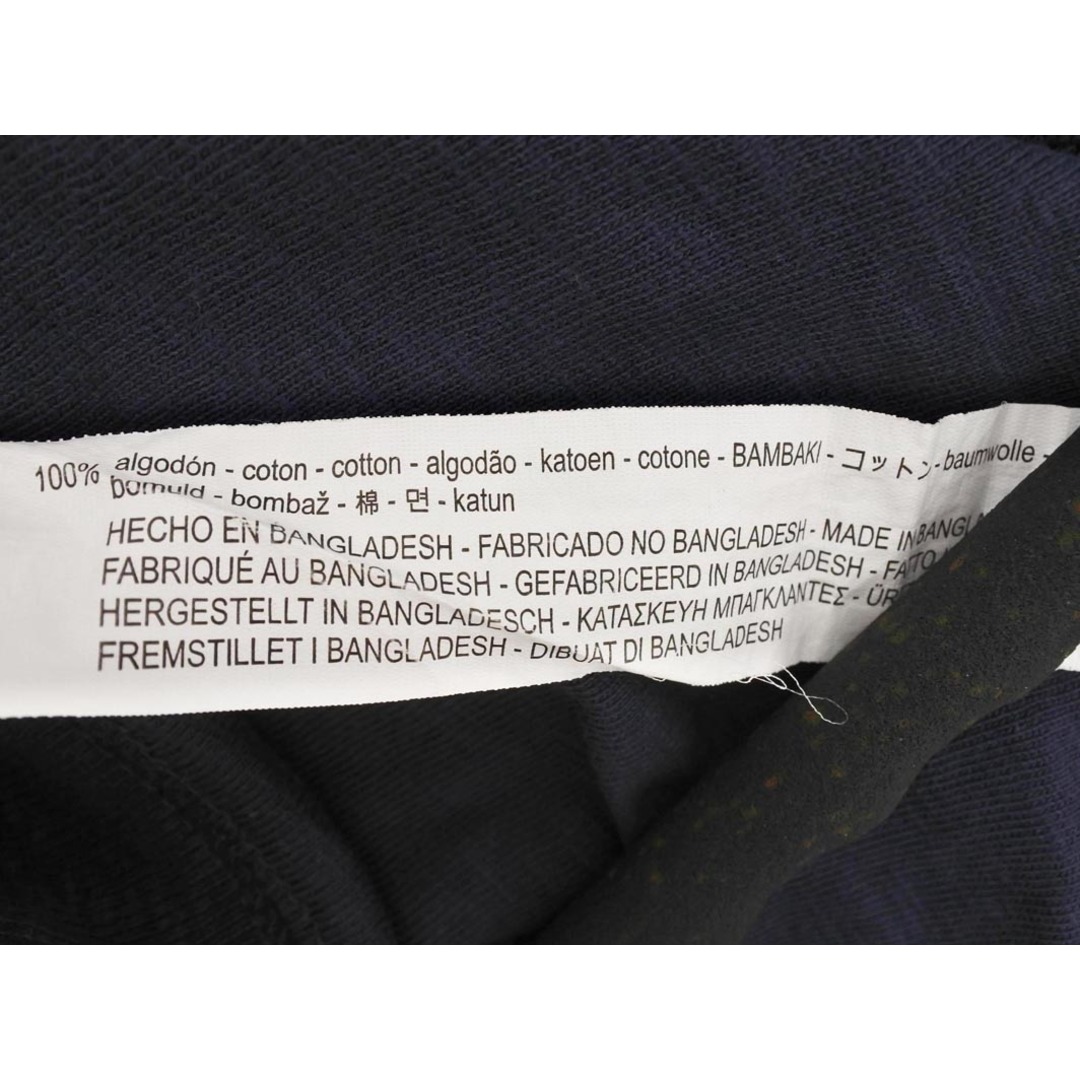 100% algodón - coton - cotton - algodão - katoen - cotone - BAMBAKI - コットン - baumwolle -
bomuld - bombaž - 棉 - 면 - katun
HECHO EN BANGLADESH - FABRICADO NO BANGLADESH - MADE IN
FABRIQUÉ AU BANGLADESH - GEFABRICEERD IN BANGLADESH -
HERGESTELLT IN BANGLADESCH - ΚΑΤΑΣΚΕΥΗ ΜΠΑΓΚΛΑΝΤΕΣ -
FREMSTILLET I BANGLADESH - DIBUAT DI BANGLADESH